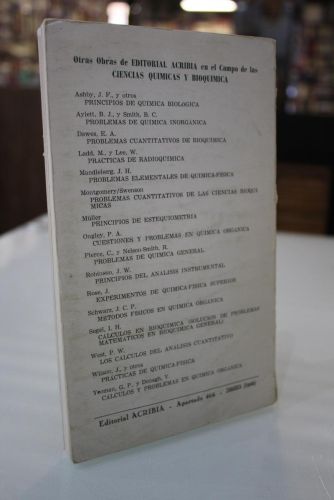 Otras Obras de EDITORIAL ACRIBIA en el Campo de las
CIENCIAS QUIMICAS Y BIOQUIMICA
Ashby, J. F., y otros
PRINCIPIOS DE QUIMICA BIOLOGICA
Aylett, B. J., y Smith, B. C.
PROBLEMAS DE QUIMICA INORGANICA
Dawes, E. A.
PROBLEMAS CUANTITATIVOS DE BIOQUIMICA
Ladd, M., y Lee, W.
PRACTICAS DE RADIOQUIMICA
Mandleberg, J. H.
PROBLEMAS ELEMENTALES DE QUIMICA-FISICA
Montgomery/Swenson
PROBLEMAS CUANTITATIVOS DE LAS CIENCIAS BIOQUI
MICAS
Müller
PRINCIPIOS DE ESTEQUIOMETRIA
Ongley, P. A.
CUESTIONES Y PROBLEMAS EN QUIMICA ORGANICA
Pierce, C., y Nelson-Smith, R.
PROBLEMAS DE QUIMICA GENERAL
Robinson, J. W.
PRINCIPIOS DEL ANALISIS INSTRUMENTAL
Rose, J.
EXPERIMENTOS DE QUIMICA-FISICA SUPERIOR
Schwarz, J. C. P.
METODOS FISICOS EN QUIMICA ORGANICA
Segel, I. H.
CALCULOS EN BIOQUIMICA (SOLUCION DE PROBLEMAS
MATEMATICOS EN BIOQUIMICA GENERAL)
West, P. W.
LOS CALCULOS DEL ANALISIS CUANTITATIVO
Wilson, J., y otros
PRACTICAS DE QUIMICA-FISICA
Yeoman, G. P. y
CALCULOS Y PROBLEMAS EN QUIMICA ORGANICA
Editorial ACRIBIA - Apartado 466 -